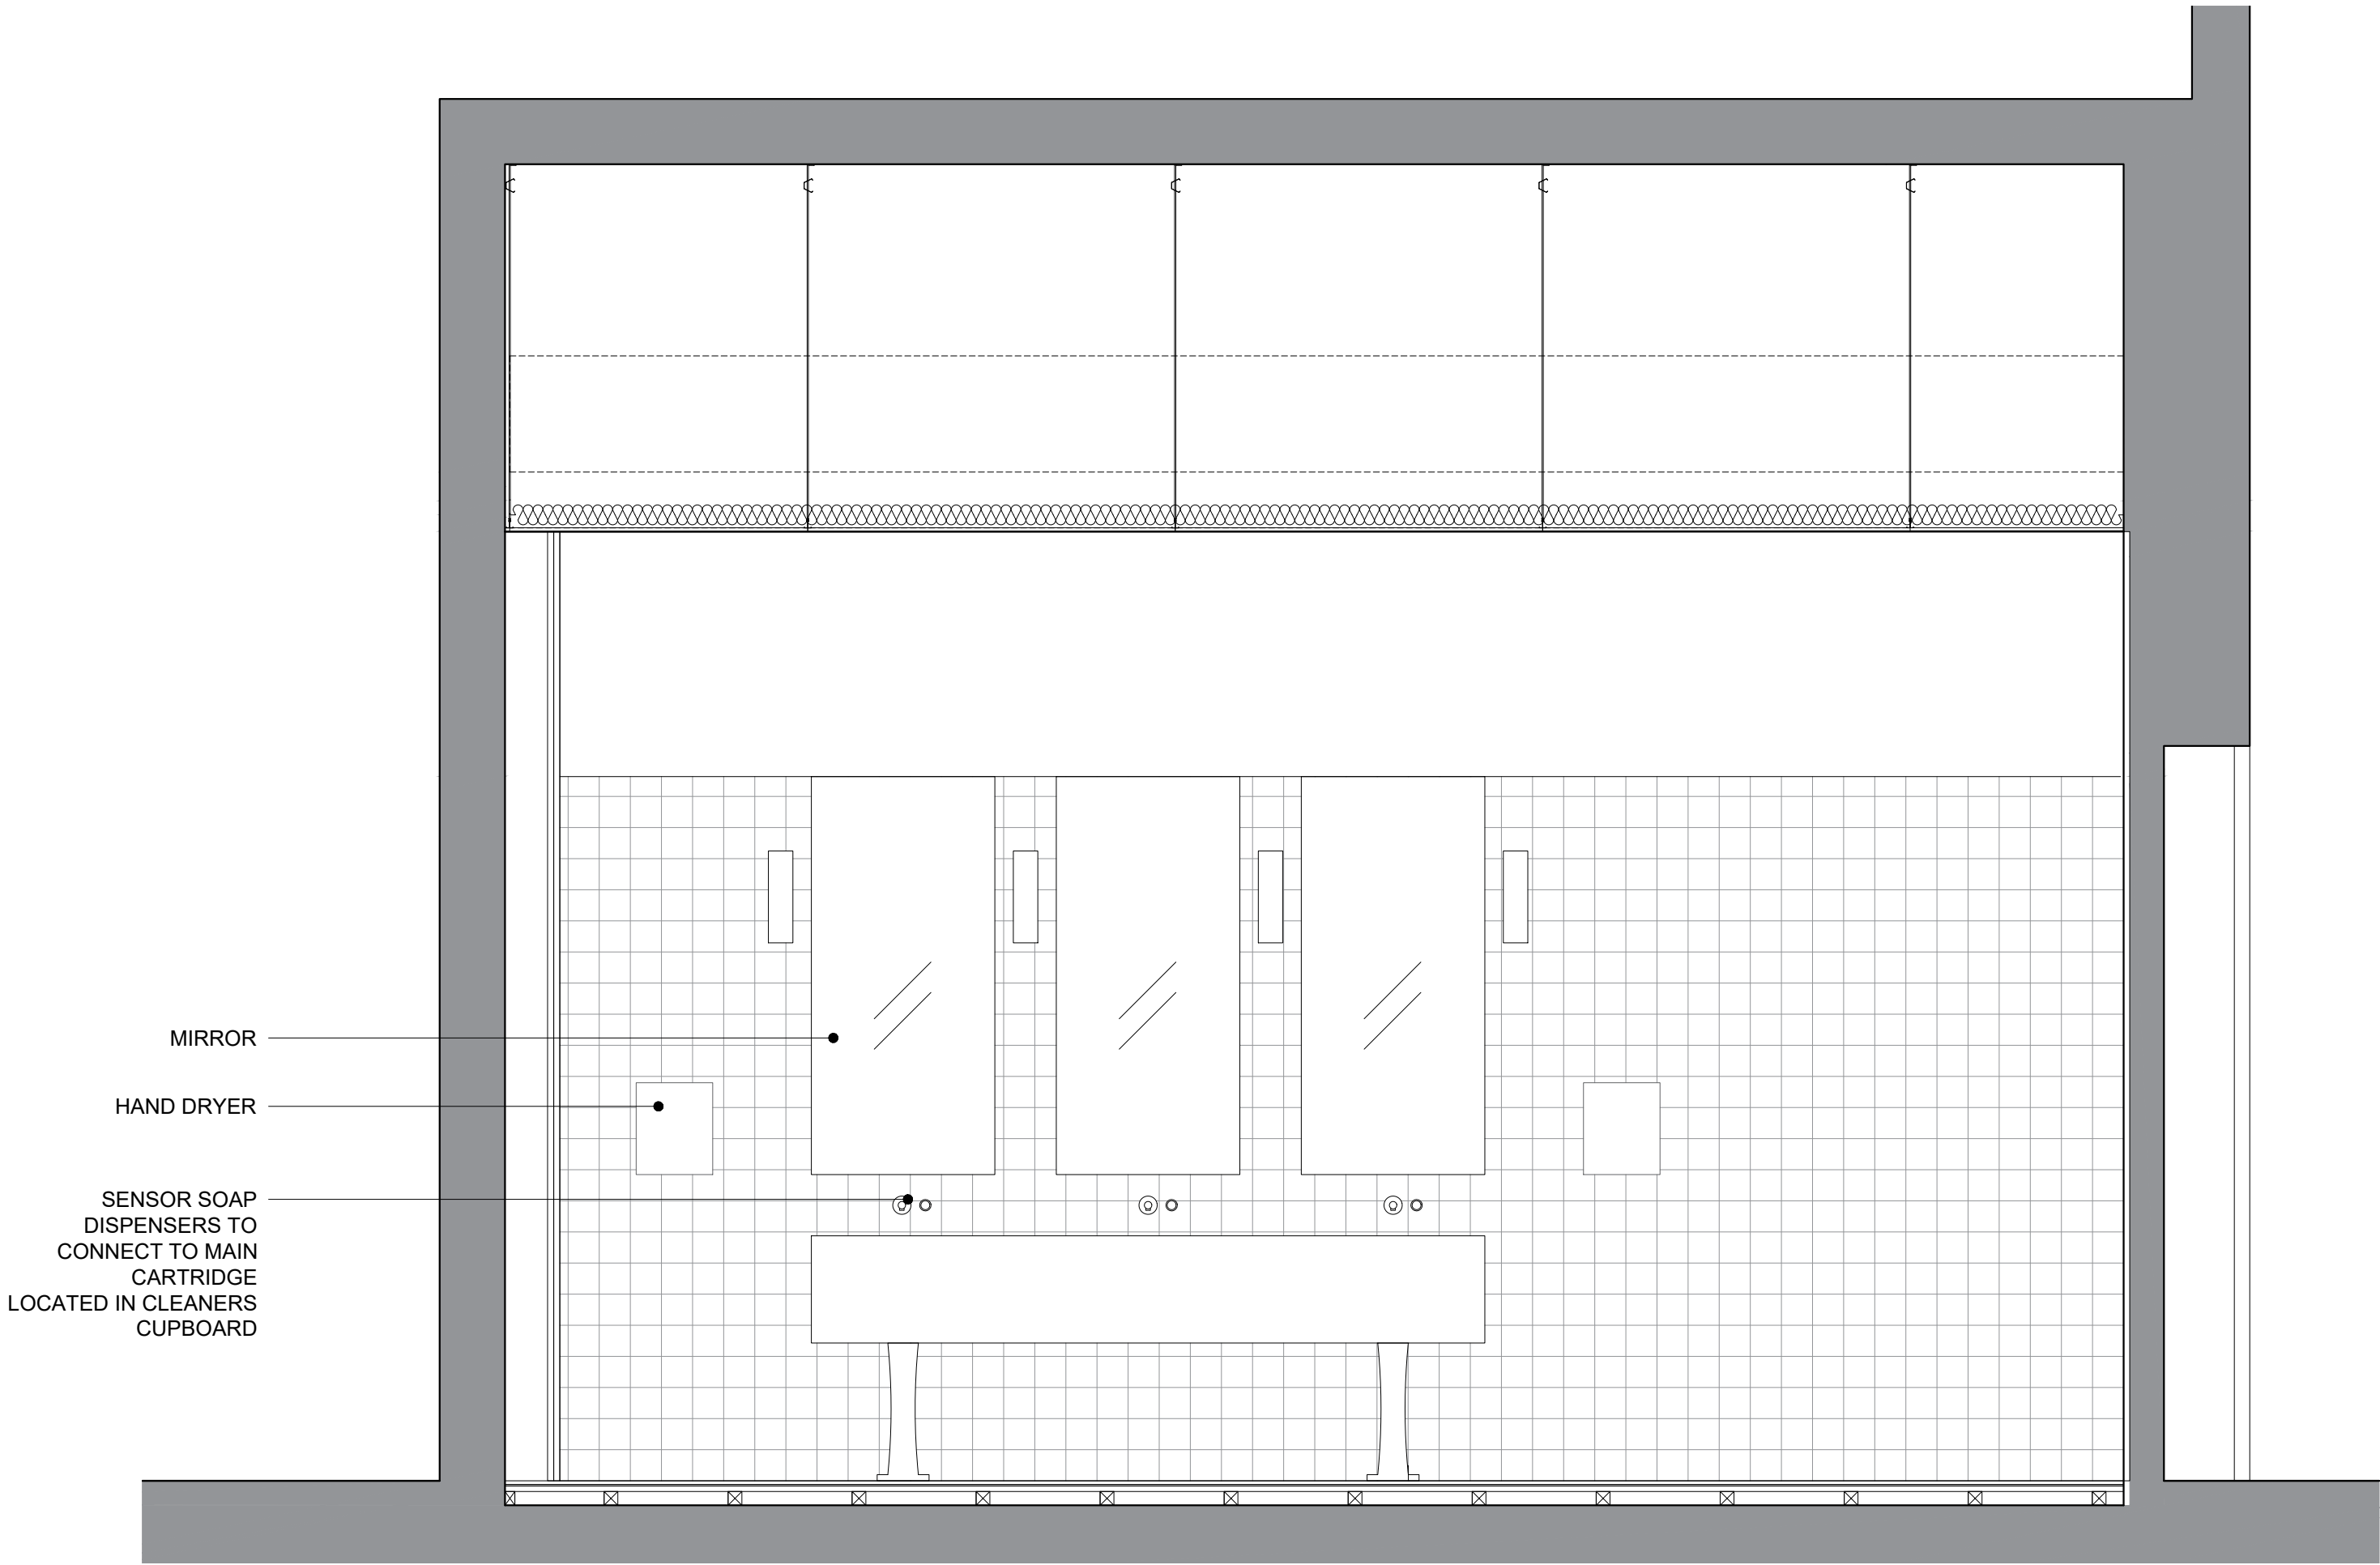 MIRROR
HAND DRYER
SENSOR SOAP
DISPENSERS TO
CONNECT TO MAIN
CARTRIDGE
LOCATED IN CLEANERS
CUPBOARD